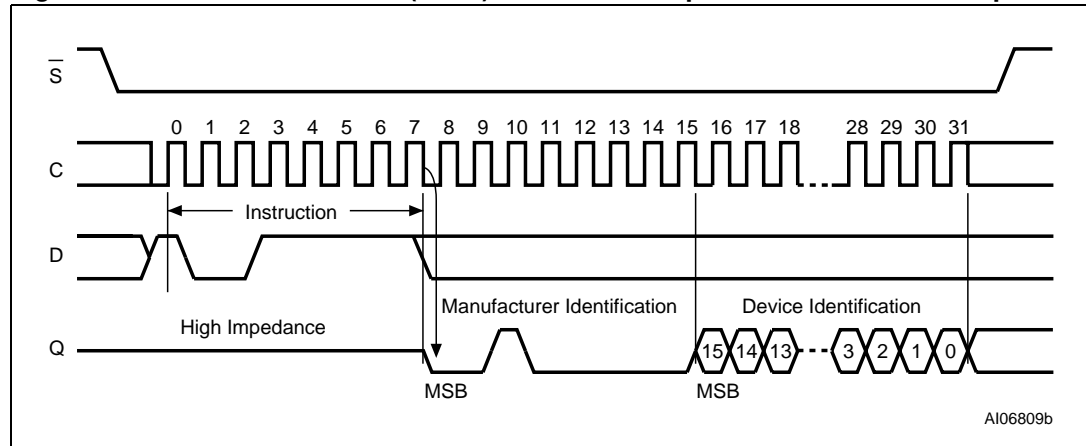 S
0 1 2 3 4 5 6 7 8 9 10 11 12 13 14 15 16 17 18 28 29 30 31
C
Instruction
D
Manufacturer Identification Device Identification
High Impedance
Q 15 14 13 3 2 1 0
MSB MSB
AI06809b